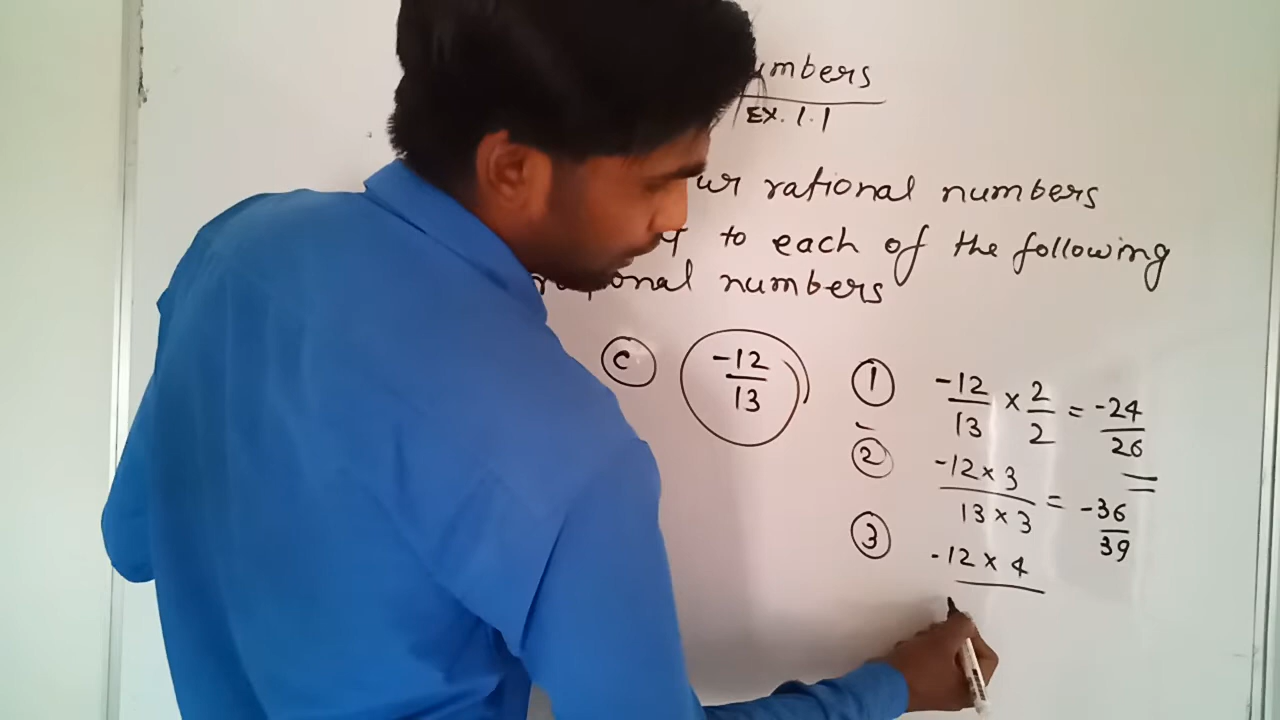 umbers
EX. 1.1
ur rational numbers
to each of the following
onal numbers
C -12/13
1 -12/13 × 2/2 = -24/26
2 -12×3/13×3 = -36/39
3 -12×4